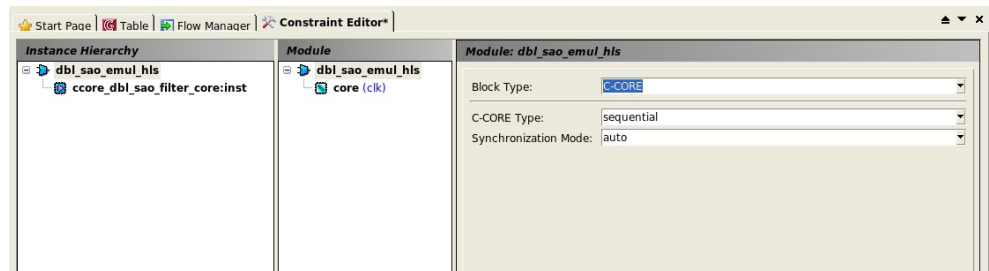 Start Page Table Flow Manager Constraint Editor*
Instance Hierarchy Module Module: dbl_sao_emul_hls
dbl_sao_emul_hls dbl_sao_emul_hls
Block Type: C-CORE
ccore_dbl_sao_filter_core:inst core (clk)
C-CORE Type: sequential
Synchronization Mode: auto